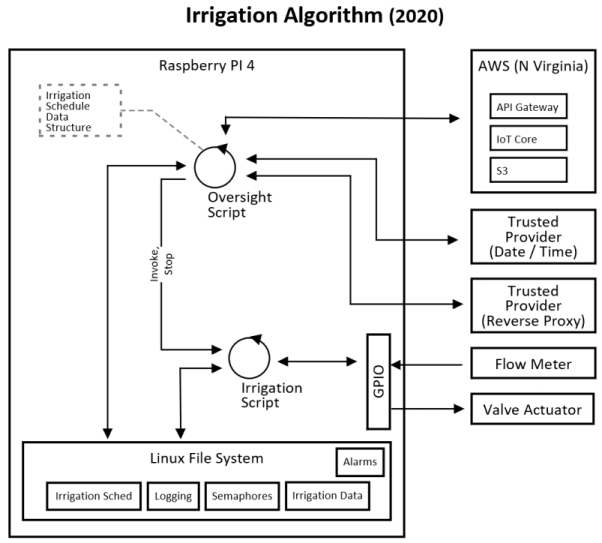 Irrigation Algorithm (2020)
Raspberry PI 4
Irrigation
Schedule
Data
Structure
Oversight
Script
Invoke,
Stop
Irrigation
Script
GPIO
Linux File System
Alarms
Irrigation Sched
Logging
Semaphores
Irrigation Data
AWS (N Virginia)
API Gateway
IoT Core
S3
Trusted
Provider
(Date / Time)
Trusted
Provider
(Reverse Proxy)
Flow Meter
Valve Actuator